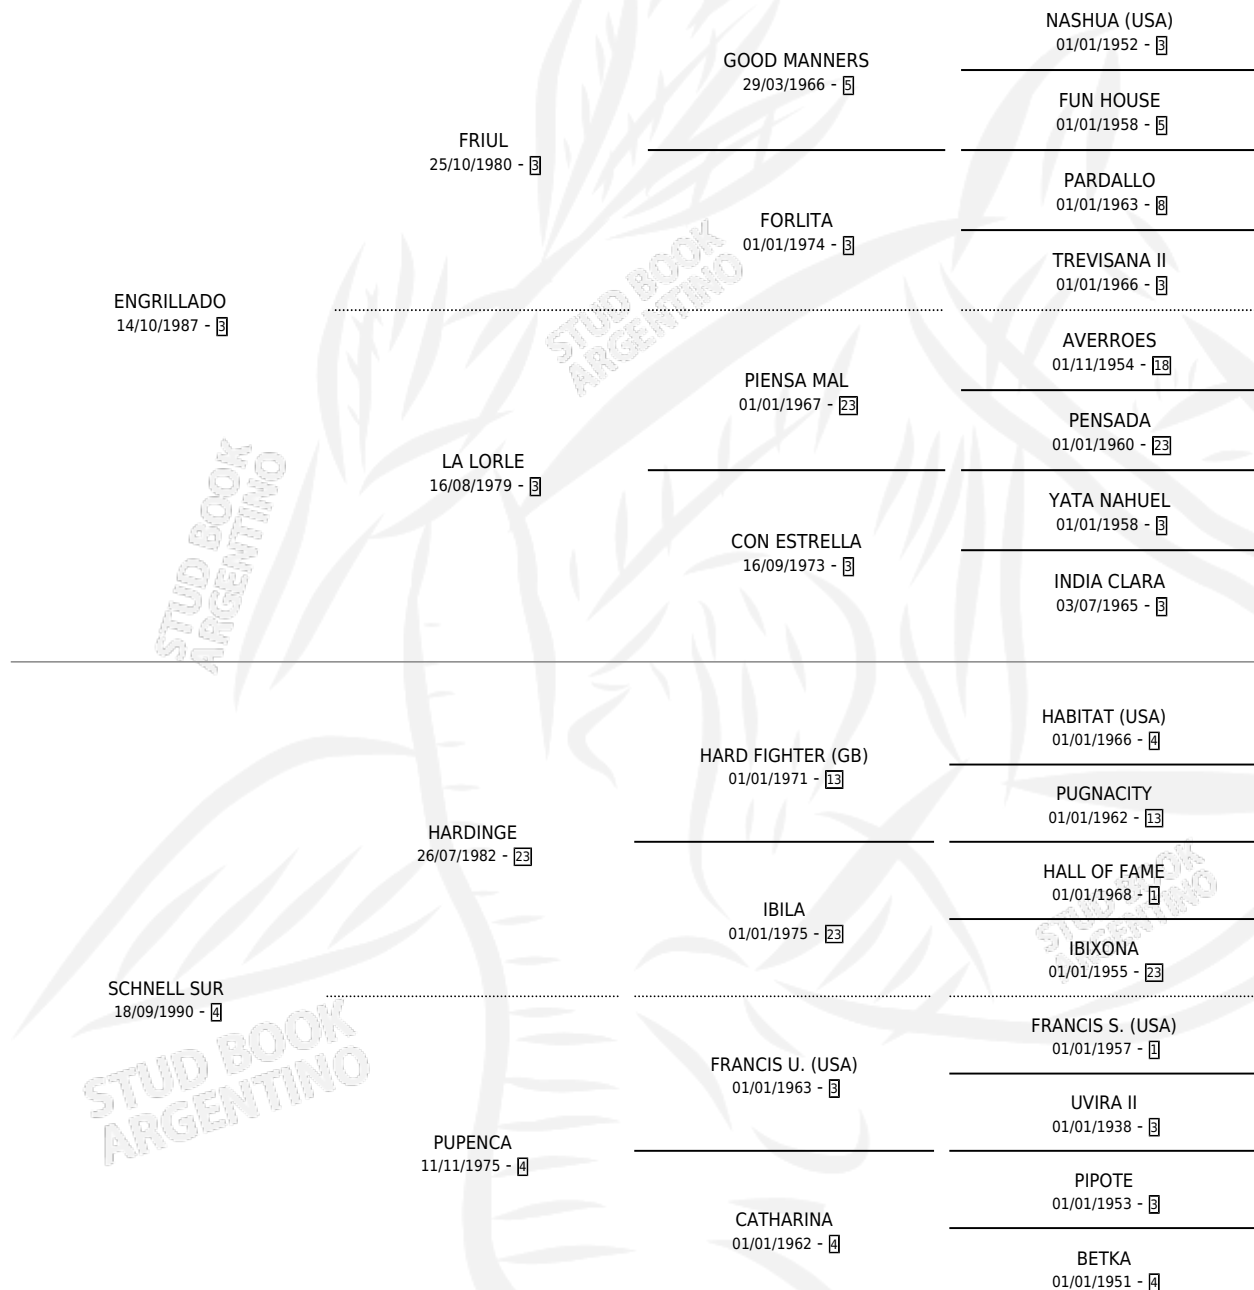 NASHUA (USA)
01/01/1952 - 3
GOOD MANNERS
29/03/1966 - 5
FUN HOUSE
01/01/1958 - 5
FRIUL
25/10/1980 - 3
PARDALLO
01/01/1963 - 8
FORLITA
01/01/1974 - 3
TREVISANA II
01/01/1966 - 3
ENGRILLADO
14/10/1987 - 3
AVERROES
01/11/1954 - 18
PIENSA MAL
01/01/1967 - 23
PENSADA
01/01/1960 - 23
LA LORLE
16/08/1979 - 3
YATA NAHUEL
01/01/1958 - 3
CON ESTRELLA
16/09/1973 - 3
INDIA CLARA
03/07/1965 - 3
HABITAT (USA)
01/01/1966 - 4
HARD FIGHTER (GB)
01/01/1971 - 13
PUGNACITY
01/01/1962 - 13
HARDINGE
26/07/1982 - 23
HALL OF FAME
01/01/1968 - 1
IBILA
01/01/1975 - 23
IBIXONA
01/01/1955 - 23
SCHNELL SUR
18/09/1990 - 4
FRANCIS S. (USA)
01/01/1957 - 1
FRANCIS U. (USA)
01/01/1963 - 3
UVIRA II
01/01/1938 - 3
PUPENCA
11/11/1975 - 4
PIPOTE
01/01/1953 - 3
CATHARINA
01/01/1962 - 4
BETKA
01/01/1951 - 4
STUD BOOK
ARGENTINO
STUD BOOK
ARGENTINO
STUD BOOK
ARGENTINO
STUD BOOK
ARGENTINO